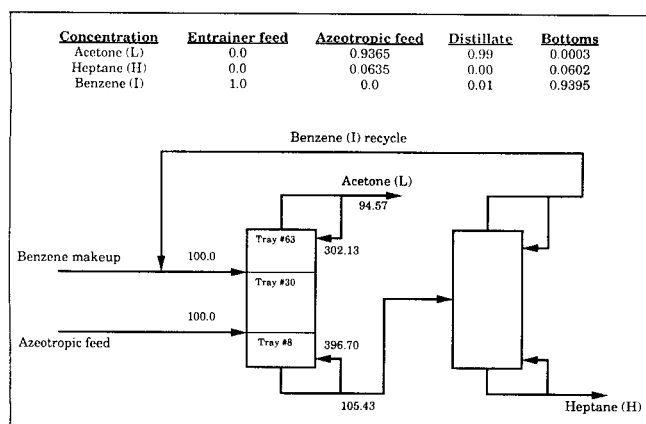 Concentration Entrainer feed Azeotropic feed Distillate Bottoms
Acetone (L) 0.0 0.9365 0.99 0.0003
Heptane (H) 0.0 0.0635 0.00 0.0602
Benzene (I) 1.0 0.0 0.01 0.9395
Benzene (I) recycle
Acetone (L)
94.57
Tray #63
302.13
Benzene makeup 100.0
Tray #30
100.0
Azeotropic feed
Tray #8
396.70
105.43
Heptane (H)